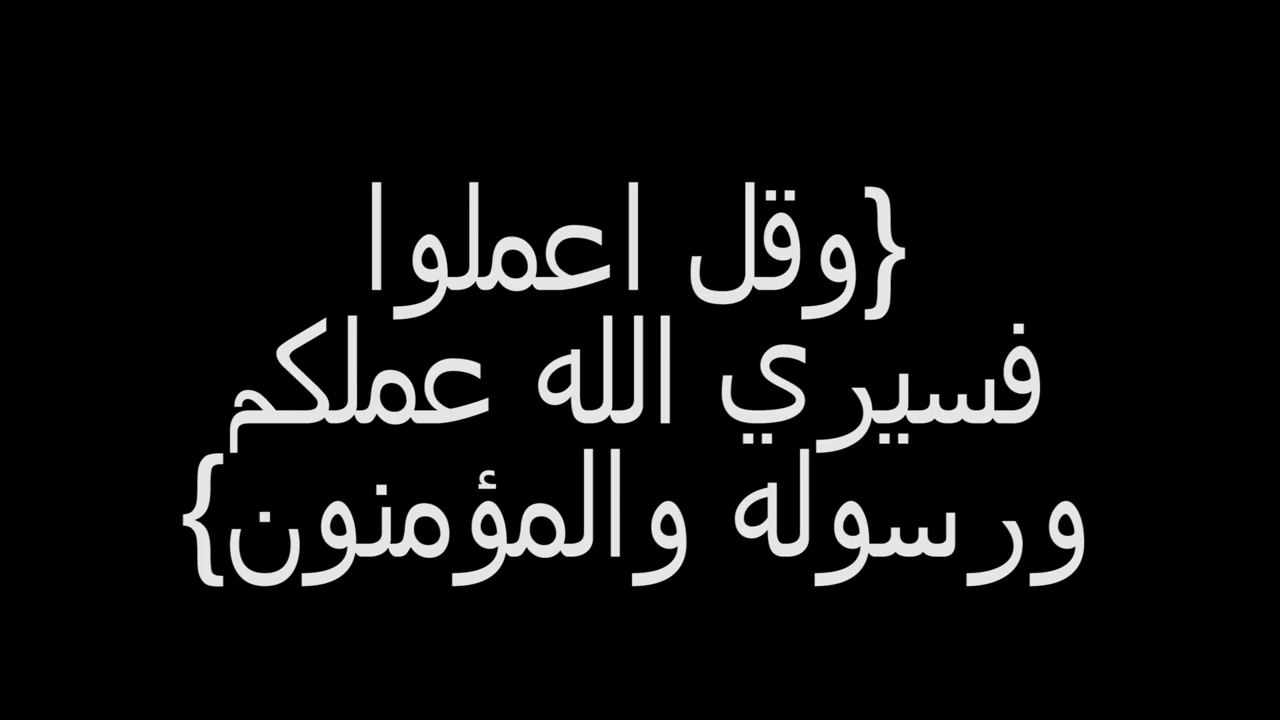 {وقل اعملوا
فسيري الله عملكم
ورسوله والمؤمنون}